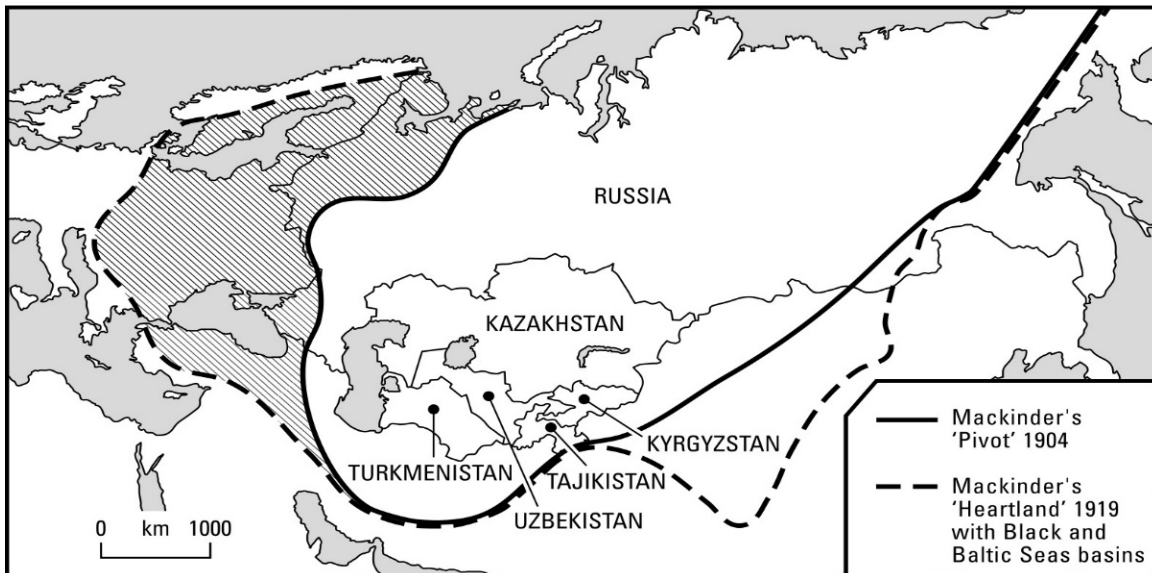 RUSSIA
KAZAKHSTAN
KYRGYZSTAN
TURKMENISTAN
TAJIKISTAN
UZBEKISTAN
0 km 1000
Mackinder's
'Pivot' 1904
Mackinder's
'Heartland' 1919
with Black and
Baltic Seas basins